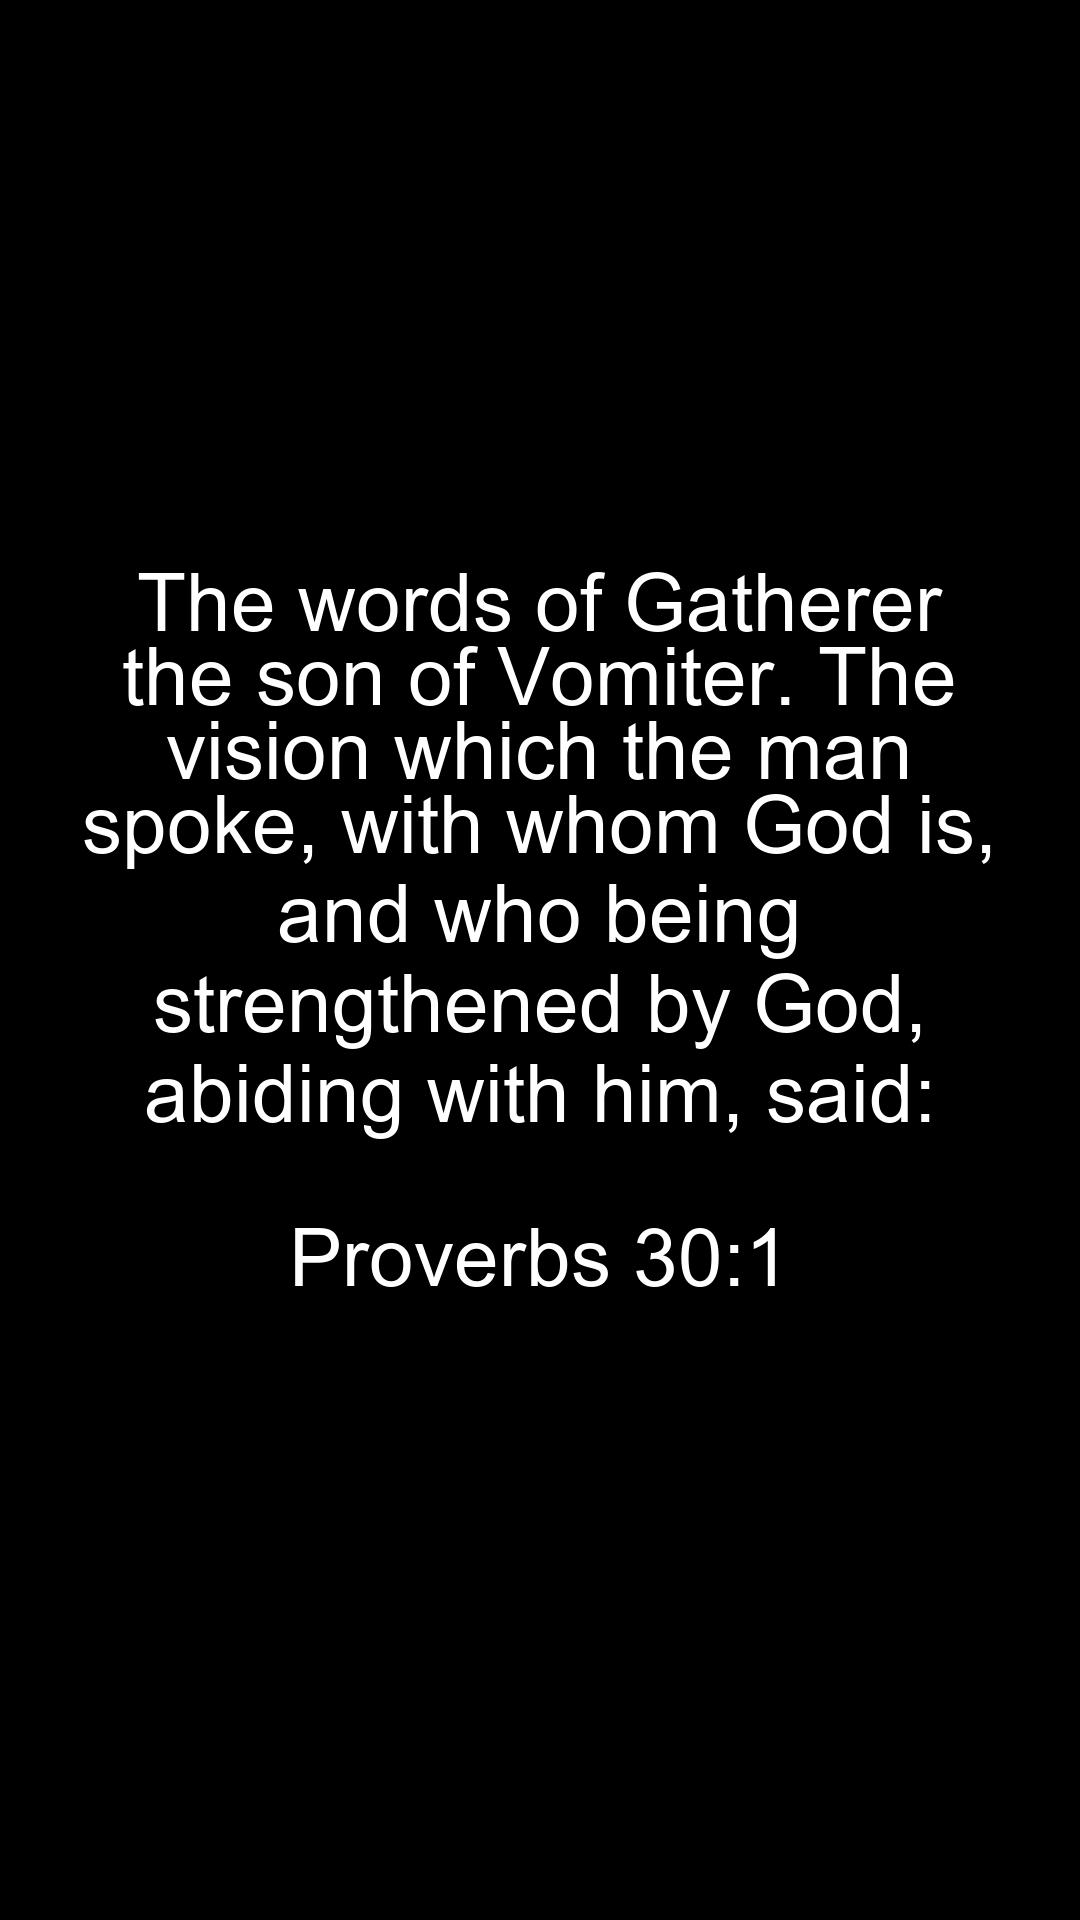 The words of Gatherer
the son of Vomiter. The
vision which the man
spoke, with whom God is,
and who being
strengthened by God,
abiding with him, said:
Proverbs 30:1